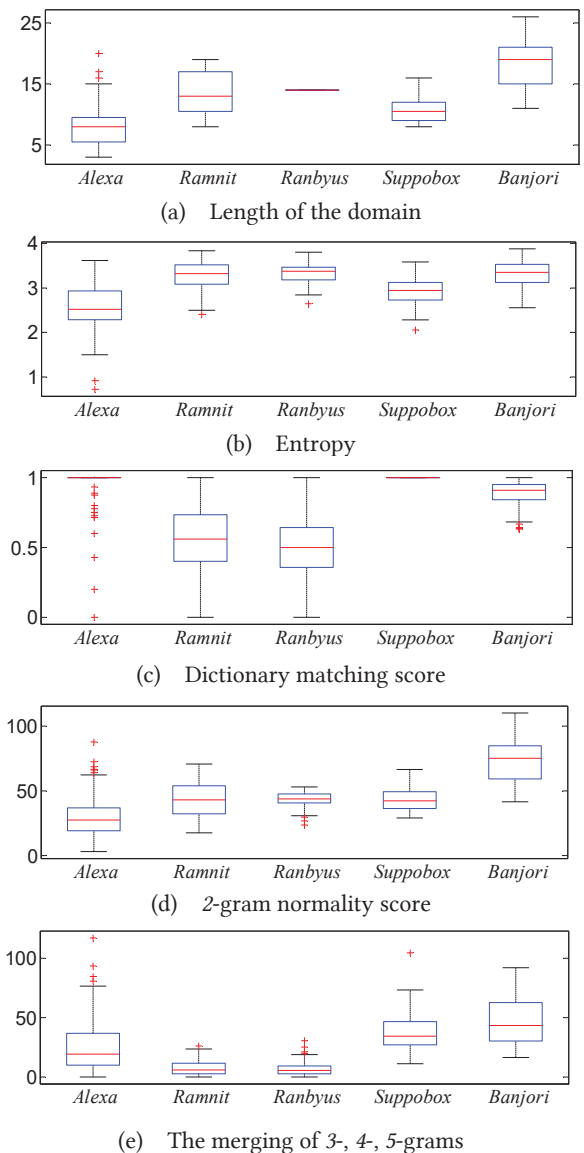 25
15
5
Alexa Ramnit Ranbyus Suppobox Banjori
(a) Length of the domain
4
3
2
1
Alexa Ramnit Ranbyus Suppobox Banjori
(b) Entropy
1
0.5
0
Alexa Ramnit Ranbyus Suppobox Banjori
(c) Dictionary matching score
100
50
0
Alexa Ramnit Ranbyus Suppobox Banjori
(d) 2-gram normality score
100
50
0
Alexa Ramnit Ranbyus Suppobox Banjori
(e) The merging of 3-, 4-, 5-grams